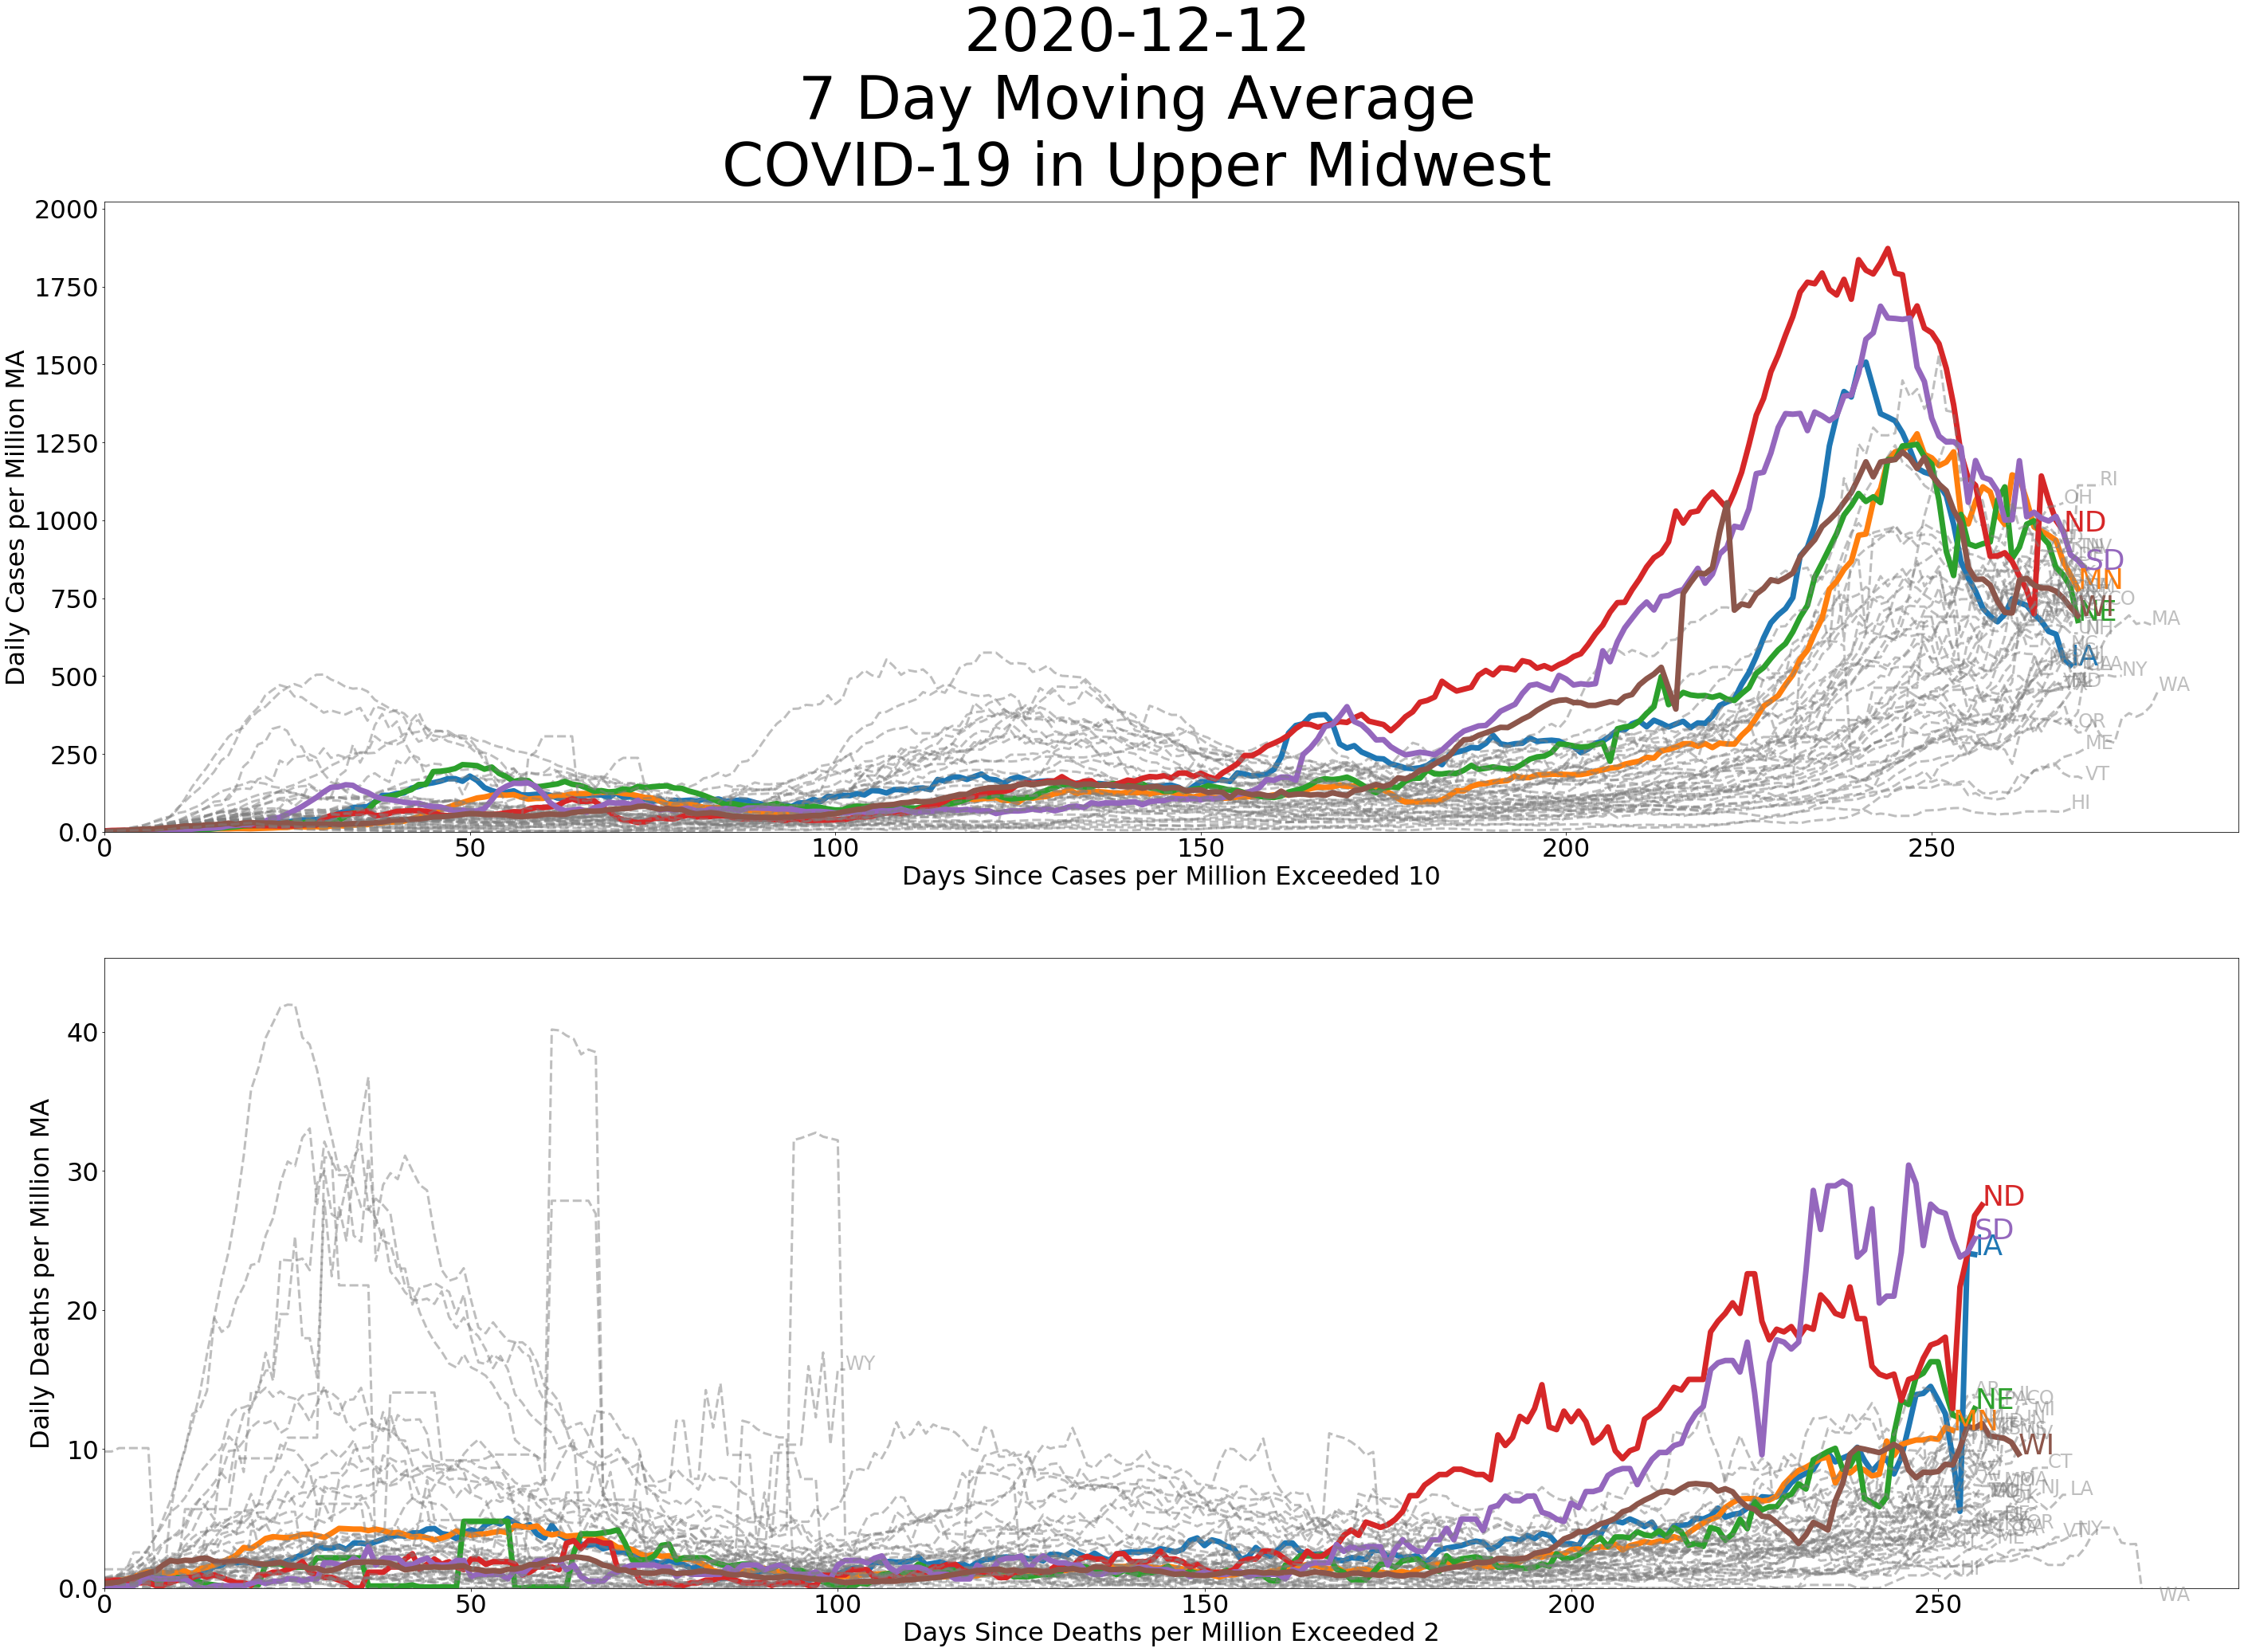 2020-12-12
7 Day Moving Average
COVID-19 in Upper Midwest
Daily Cases per Million MA
2000
1750
1500
1250
1000
750
500
250
0.0
RI
OH
ND
SD
MN
CO
WI
NE
MA
NH
IA
NY
WA
OR
ME
VT
HI
0
50
100
150
200
250
Days Since Cases per Million Exceeded 10
Daily Deaths per Million MA
40
30
20
10
0.0
ND
SD
IA
WY
AR
CO
NE
MI
MN
WI
CT
NJ
LA
OR
VT
NY
ME
HI
WA
0
50
100
150
200
250
Days Since Deaths per Million Exceeded 2